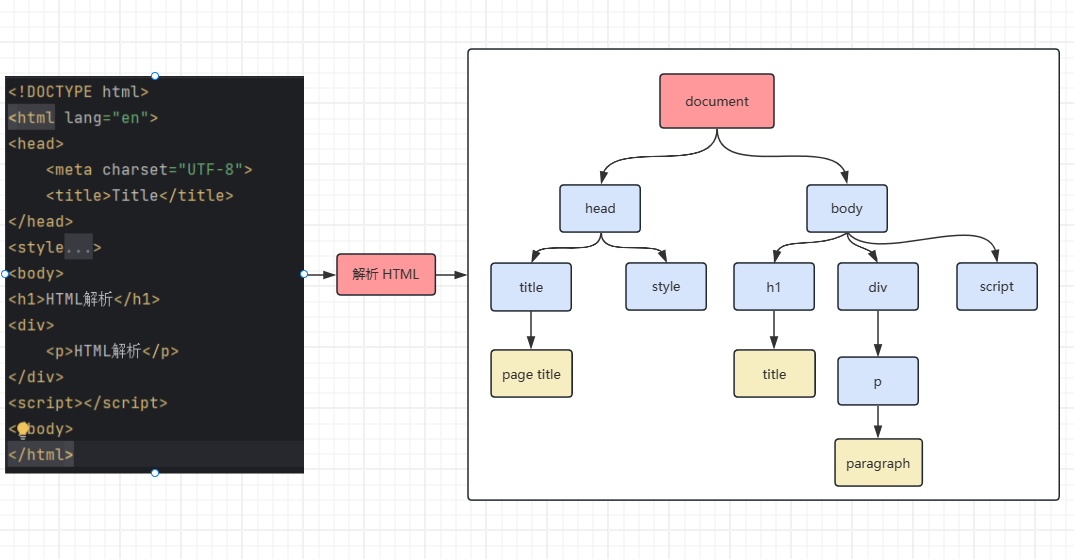 <!DOCTYPE html>
<html lang="en">
<head>
<meta charset="UTF-8">
<title>Title</title>
</head>
<style...>
<body>
<h1>HTML解析</h1>
<div>
<p>HTML解析</p>
</div>
<script></script>
<body>
</html>
解析 HTML
document
head
body
title
style
h1
div
script
page title
title
p
paragraph